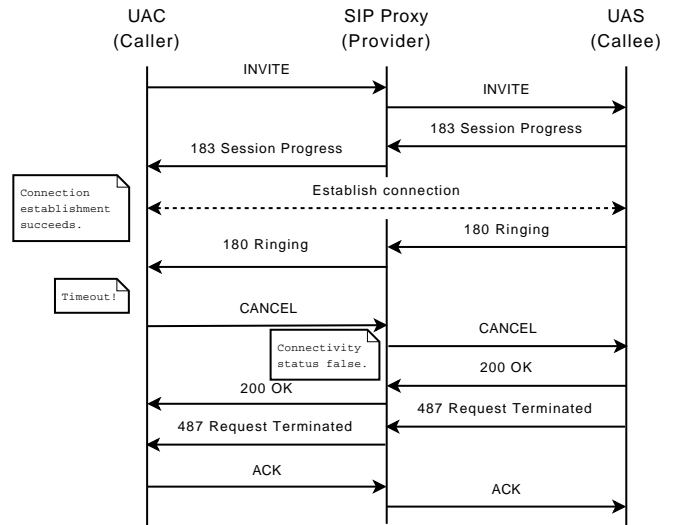 UAC
(Caller)
SIP Proxy
(Provider)
UAS
(Callee)
INVITE
INVITE
183 Session Progress
183 Session Progress
Connection
establishment
succeeds.
Establish connection
180 Ringing
180 Ringing
Timeout!
CANCEL
CANCEL
Connectivity
status false.
200 OK
200 OK
487 Request Terminated
487 Request Terminated
ACK
ACK